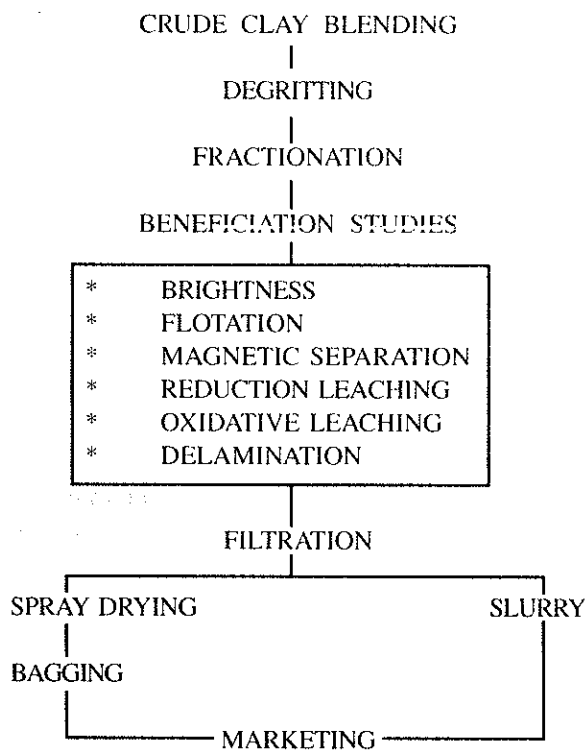 CRUDE CLAY BLENDING
DEGRITTING
FRACTIONATION
BENEFICIATION STUDIES
* BRIGHTNESS
* FLOTATION
* MAGNETIC SEPARATION
* REDUCTION LEACHING
* OXIDATIVE LEACHING
* DELAMINATION
FILTRATION
SPRAY DRYING SLURRY
BAGGING
MARKETING